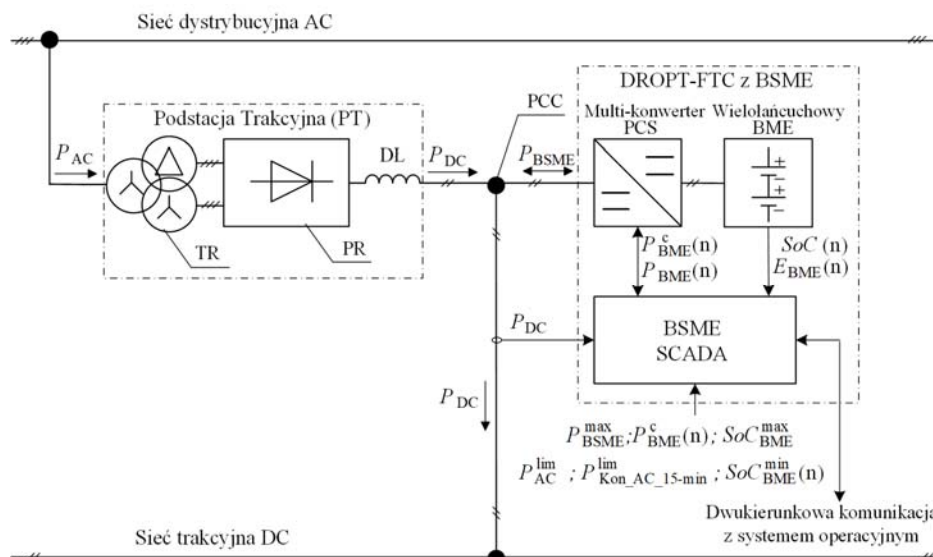 Sieć dystrybucyjna AC
DROPT-FTC z BSME
PCC
Podstacja Trakcyjna (PT)
Multi-konwerter Wielołańcuchowy
PCS BME
P_AC
DL
P_DC
P_BSME
+
−
+
−
TR
PR
P^c_BME(n)
P_BME(n)
SoC (n)
E_BME(n)
P_DC
BSME
SCADA
P_DC
P^max_BSME;P^c_BME(n); SoC^max_BME
P^lim_AC ; P^lim_Kon_AC_15-min ; SoC^min_BME(n)
Dwukierunkowa komunikacja
z systemem operacyjnym
Sieć trakcyjna DC